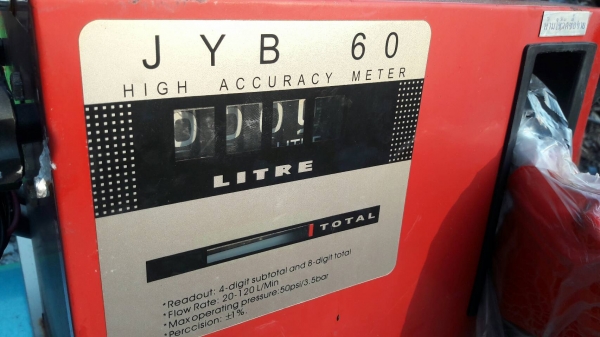 JYB 60
HIGH ACCURACY METER
LITRE
TOTAL
•Readout: 4-digit subtotal and 8-digit total
•Flow Rate: 20-120 L/Min
•Max operating pressure:50psi/3.5bar
•Perccision: ±1%.